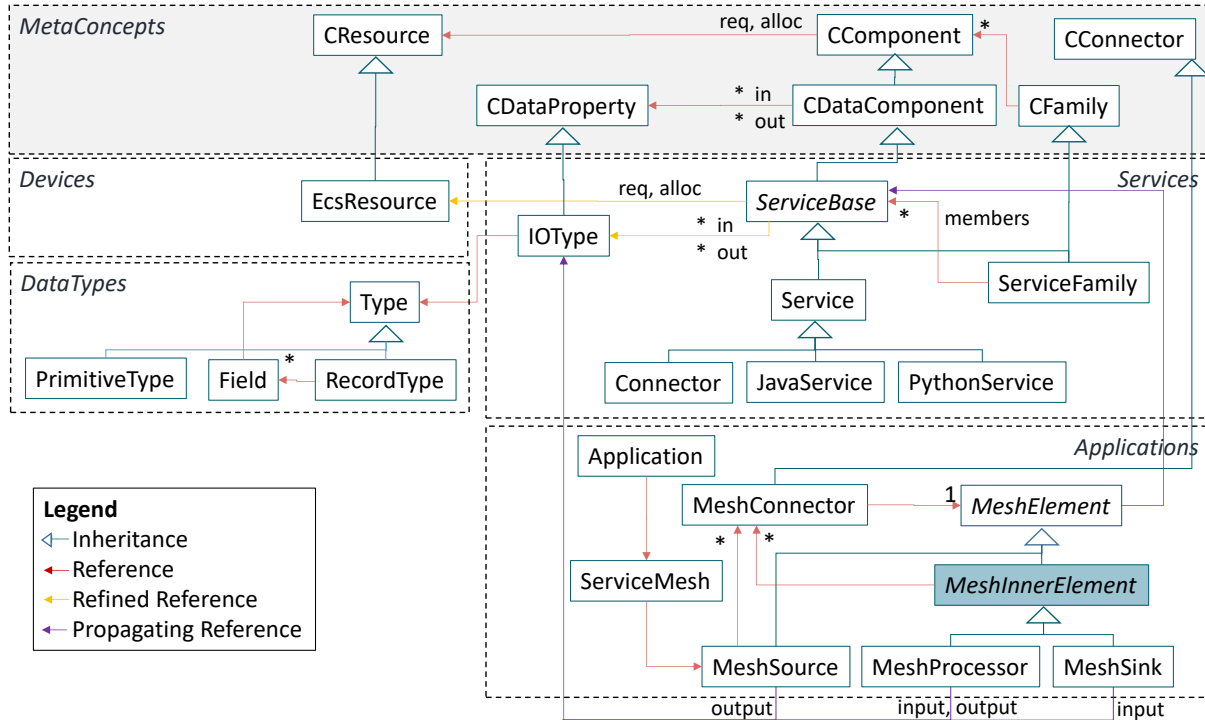 MetaConcepts
CResource
req, alloc
CComponent
*
CConnector
CDataProperty
* in
* out
CDataComponent
CFamily
Devices
EcsResource
req, alloc
Services
ServiceBase
*
members
IOType
* in
* out
ServiceFamily
DataTypes
Type
Service
PrimitiveType
Field
*
RecordType
Connector
JavaService
PythonService
Applications
Application
MeshConnector
1
MeshElement
*
*
ServiceMesh
MeshInnerElement
MeshSource
MeshProcessor
MeshSink
output
input, output
input
Legend
Inheritance
Reference
Refined Reference
Propagating Reference